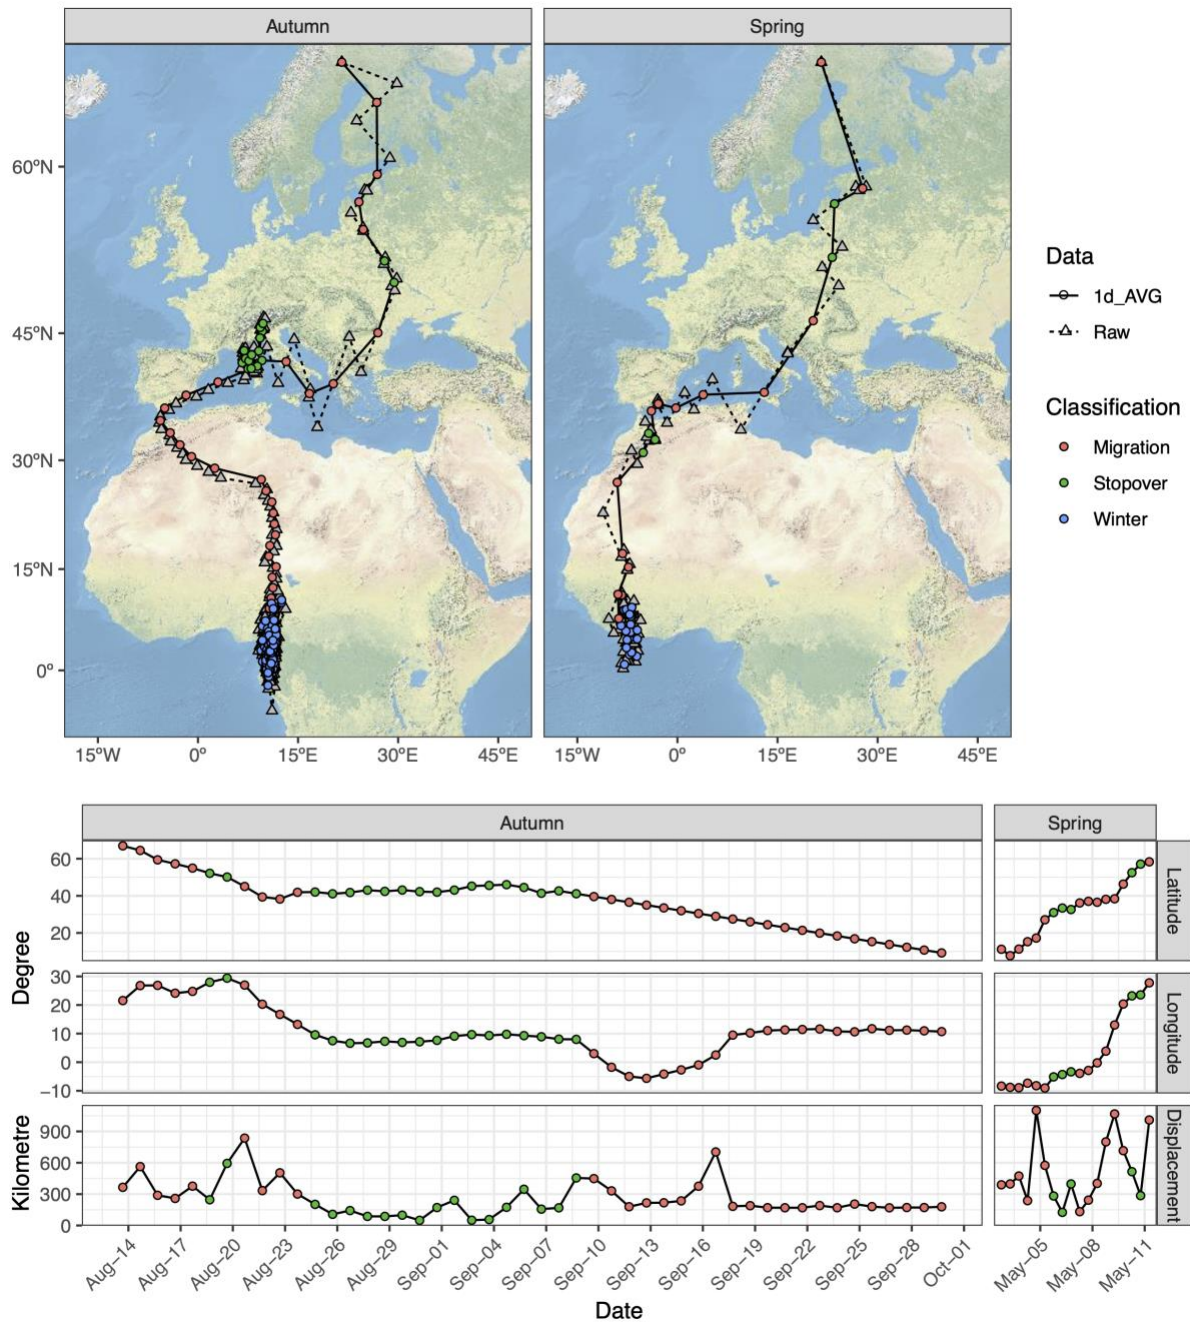 Autumn
Spring
60°N
45°N
30°N
15°N
0°
15°W
0°
15°E
30°E
45°E
15°W
0°
15°E
30°E
45°E
Data
1d_AVG
Raw
Classification
Migration
Stopover
Winter
Autumn
Spring
Degree
60
40
20
Latitude
30
20
10
0
−10
Longitude
Kilometre
900
600
300
0
Displacement
Aug−14
Aug−17
Aug−20
Aug−23
Aug−26
Aug−29
Sep−01
Sep−04
Sep−07
Sep−10
Sep−13
Sep−16
Sep−19
Sep−22
Sep−25
Sep−28
Oct−01
May−05
May−08
May−11
Date